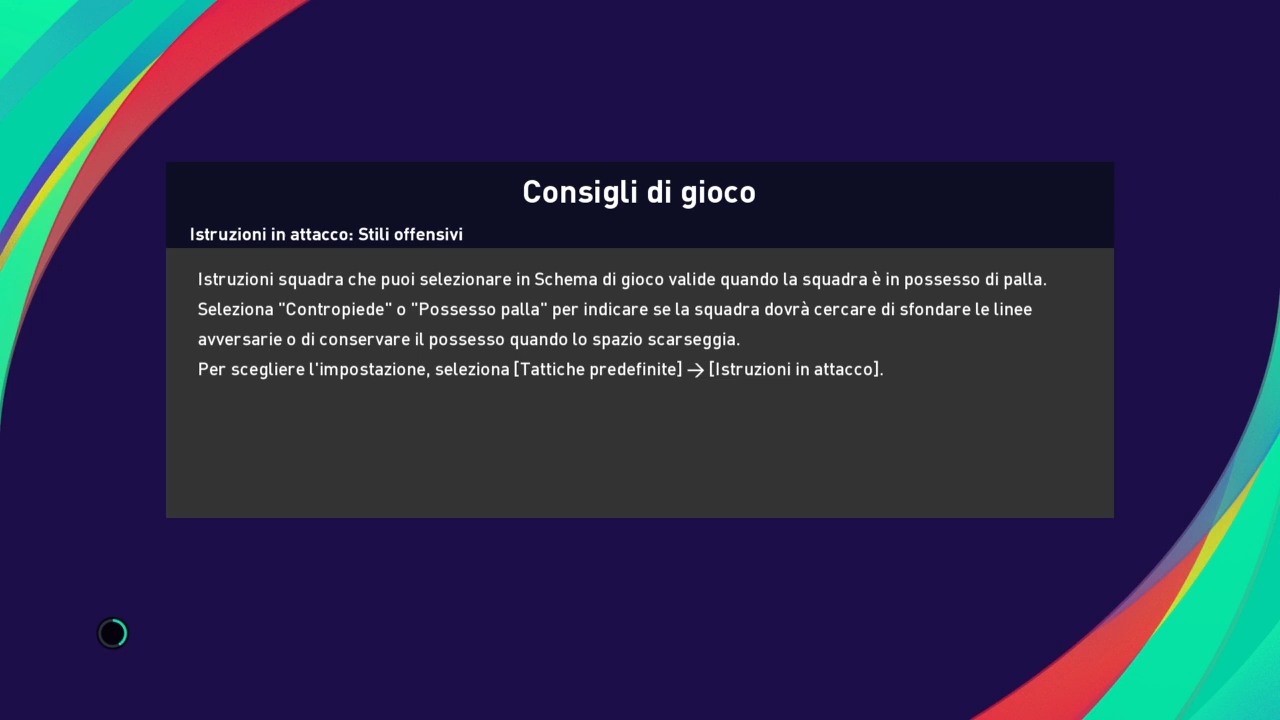 Consigli di gioco
Istruzioni in attacco: Stili offensivi
Istruzioni squadra che puoi selezionare in Schema di gioco valide quando la squadra è in possesso di palla.
Seleziona "Contropiede" o "Possesso palla" per indicare se la squadra dovrà cercare di sfondare le linee
avversarie o di conservare il possesso quando lo spazio scarseggia.
Per scegliere l'impostazione, seleziona [Tattiche predefinite] → [Istruzioni in attacco].